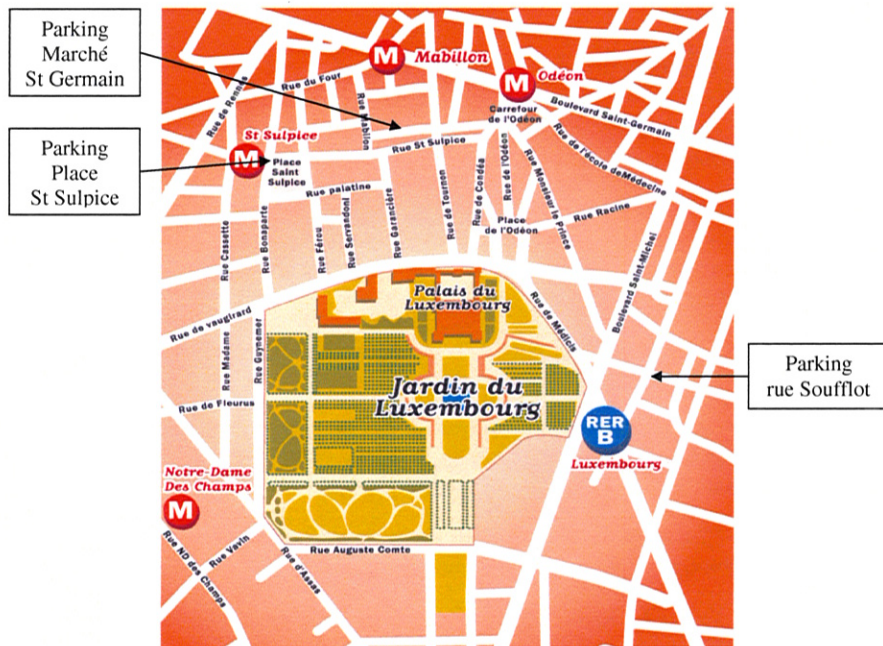 Parking
Marché
St Germain
Parking
Place
St Sulpice
M
Mabillon
M
Odéon
Rue du Four
Rue de Rennes
Rue Mabilon
Carrefour
de l'Odéon
Boulevard Saint-Germain
St Sulpice
M
Place
Saint
Sulpice
Rue St Sulpice
Rue de l'école de Médecine
Rue palatine
Rue de Tournon
Rue de Condéa
Rue de l'Odéon
Rue Monsieur le Prince
Rue Racine
Place
de l'Odéon
Rue Cassette
Rue Bonaparte
Rue Férou
Rue Servandoni
Rue Garancière
Boulevard Saint-Michel
Palais du
Luxembourg
Rue de Médicis
Rue de vaugirard
Rue Madame
Rue Guynemer
Parking
rue Soufflot
Jardin du
Luxembourg
Rue de Fleurus
RER
B
Luxembourg
Notre-Dame
Des Champs
M
Rue Vavin
Rue ND des Champs
Rue d'Assas
Rue Auguste Comte